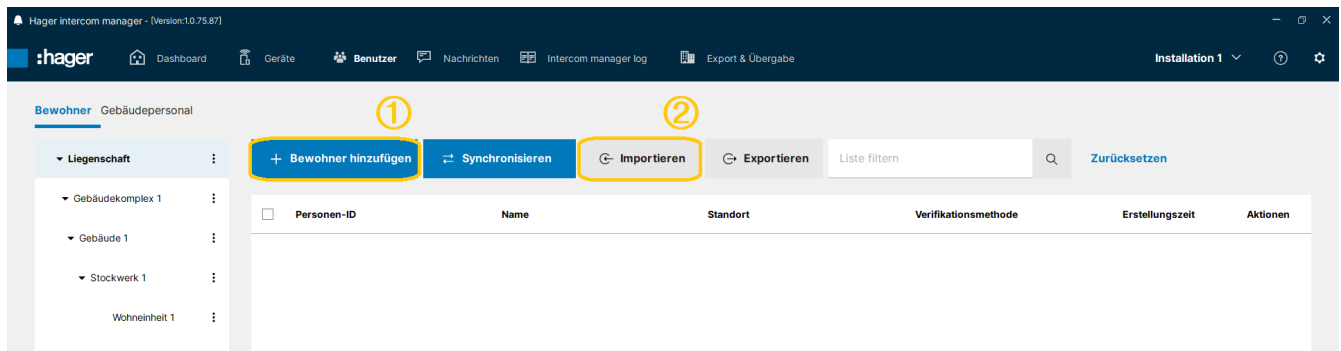 Hager intercom manager - [Version:1.0.75.87]
:hager Dashboard Geräte Benutzer Nachrichten Intercom manager log Export & Übergabe Installation 1
Bewohner Gebäudepersonal
① ②
Liegenschaft
+ Bewohner hinzufügen Synchronisieren Importieren Exportieren Liste filtern Zurücksetzen
Gebäudekomplex 1
Personen-ID Name Standort Verifikationsmethode Erstellungszeit Aktionen
Gebäude 1
Stockwerk 1
Wohneinheit 1